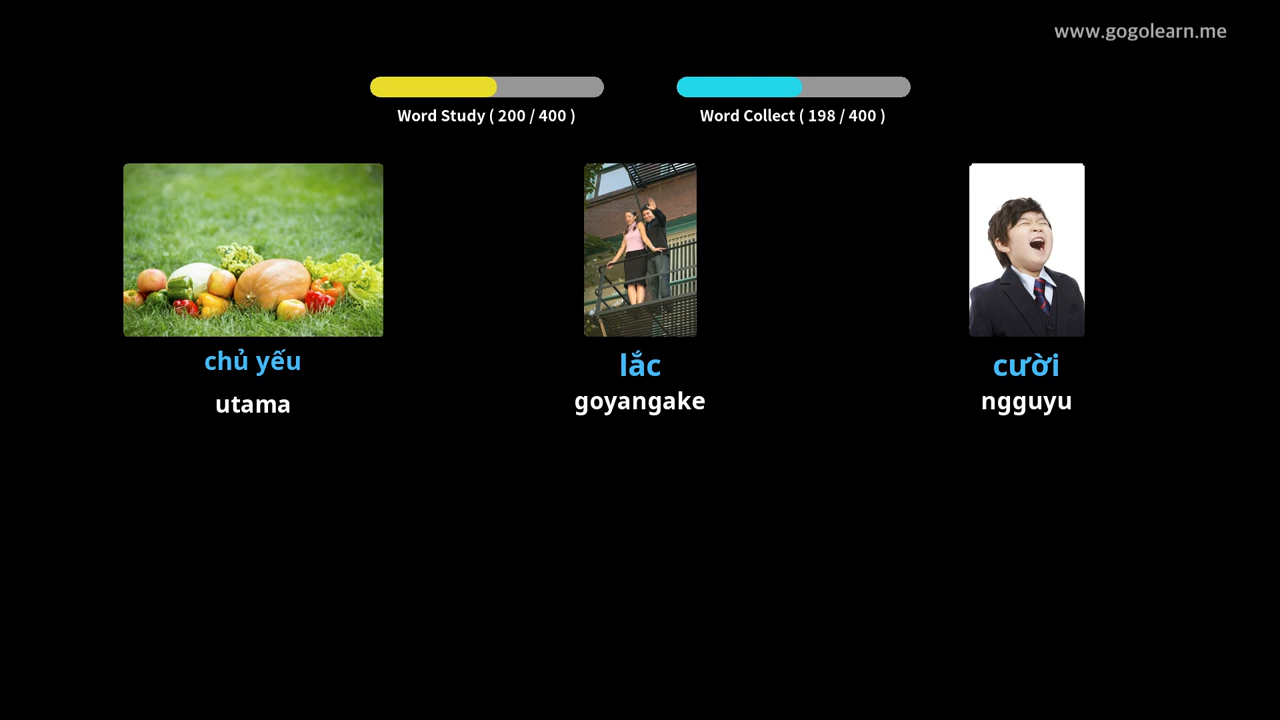 www.gogolearn.me
Word Study ( 200 / 400 )
Word Collect ( 198 / 400 )
chủ yếu
utama
lắc
goyangake
cười
ngguyu